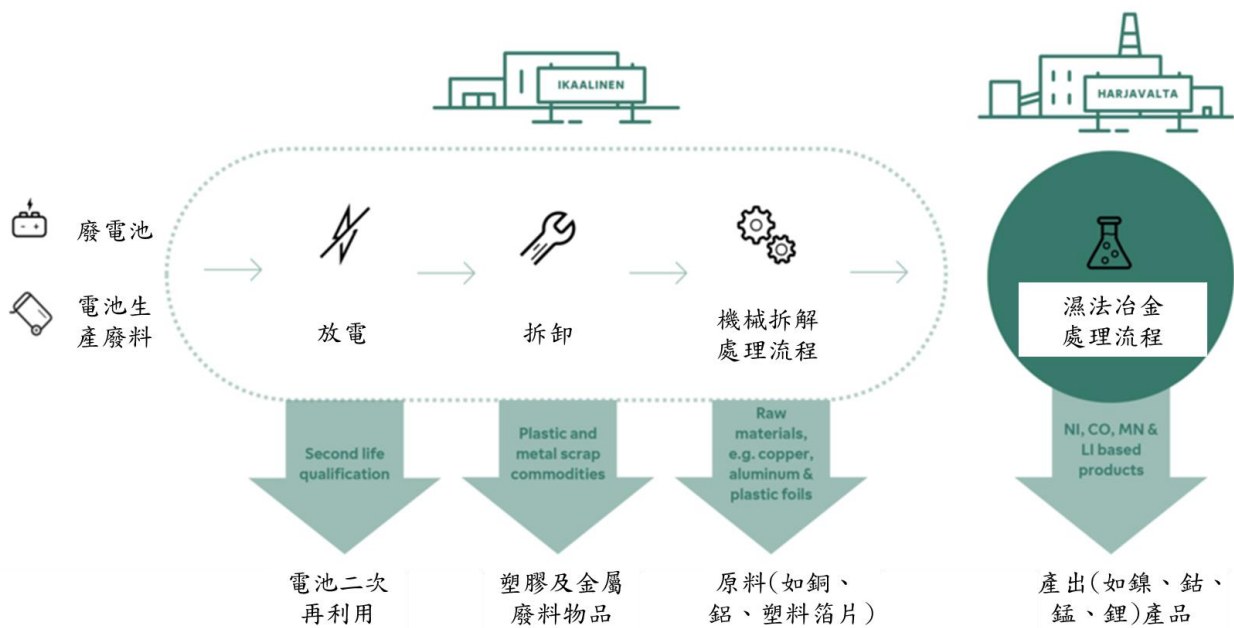 IKAALINEN
HARJAVALTA
廢電池
電池生
產廢料
放電
拆卸
機械拆解
處理流程
濕法冶金
處理流程
Second life
qualification
Plastic and
metal scrap
commodities
Raw
materials,
e.g. copper,
aluminum &
plastic foils
NI, CO, MN &
LI based
products
電池二次
再利用
塑膠及金屬
廢料物品
原料(如銅、
鋁、塑料箔片)
產出(如鎳、鈷、
錳、鋰)產品